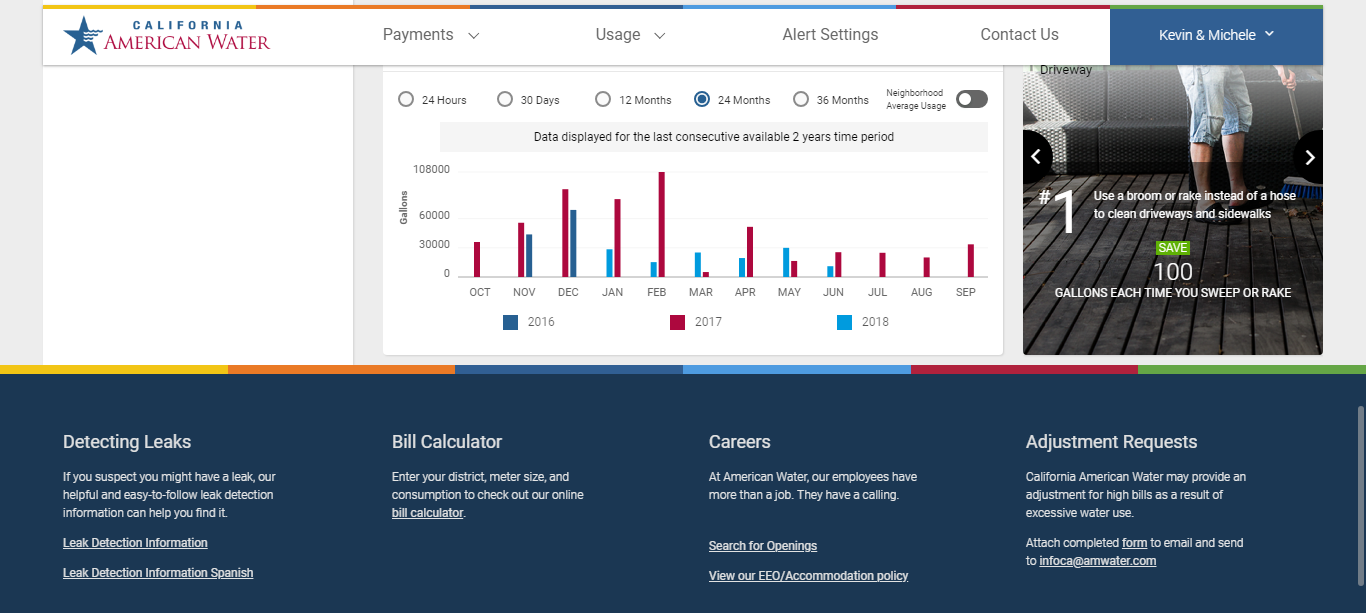 CALIFORNIA
AMERICAN WATER
Payments
Usage
Alert Settings
Contact Us
Kevin & Michele
24 Hours
30 Days
12 Months
24 Months
36 Months
Neighborhood
Average Usage
Data displayed for the last consecutive available 2 years time period
Gallons
108000
60000
30000
0
OCT NOV DEC JAN FEB MAR APR MAY JUN JUL AUG SEP
2016 2017 2018
Driveway
#1
Use a broom or rake instead of a hose
to clean driveways and sidewalks
SAVE
100
GALLONS EACH TIME YOU SWEEP OR RAKE
Detecting Leaks
If you suspect you might have a leak, our
helpful and easy-to-follow leak detection
information can help you find it.
Leak Detection Information
Leak Detection Information Spanish
Bill Calculator
Enter your district, meter size, and
consumption to check out our online
bill calculator.
Careers
At American Water, our employees have
more than a job. They have a calling.
Search for Openings
View our EEO/Accommodation policy
Adjustment Requests
California American Water may provide an
adjustment for high bills as a result of
excessive water use.
Attach completed form to email and send
to infoca@amwater.com